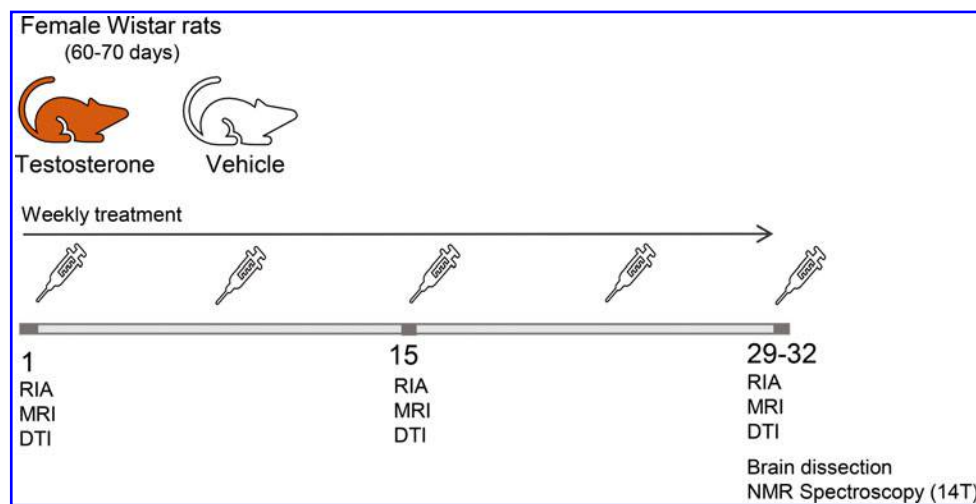 Female Wistar rats
(60-70 days)
Testosterone
Vehicle
Weekly treatment
1
RIA
MRI
DTI
15
RIA
MRI
DTI
29-32
RIA
MRI
DTI
Brain dissection
NMR Spectroscopy (14T)